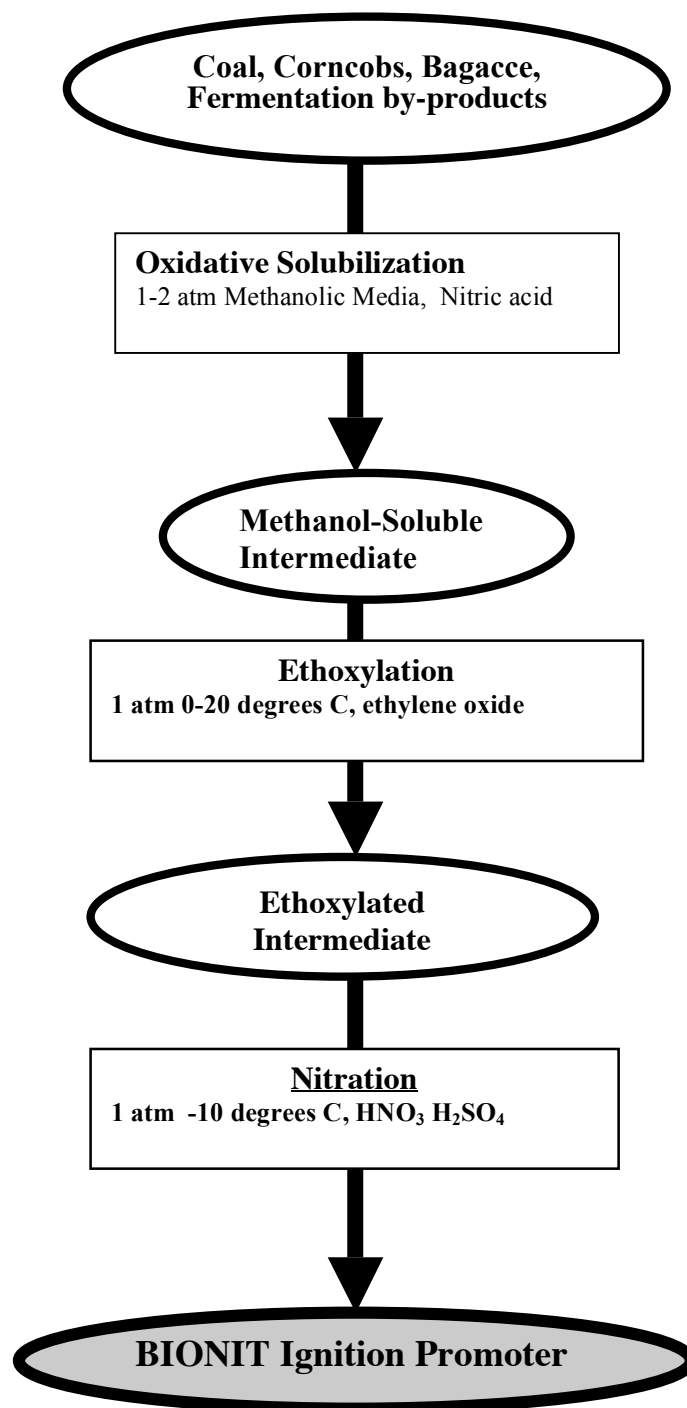 Coal, Corncobs, Bagacce,
Fermentation by-products
Oxidative Solubilization
1-2 atm Methanolic Media, Nitric acid
Methanol-Soluble
Intermediate
Ethoxylation
1 atm 0-20 degrees C, ethylene oxide
Ethoxylated
Intermediate
Nitration
1 atm -10 degrees C, HNO₃ H₂SO₄
BIONIT Ignition Promoter